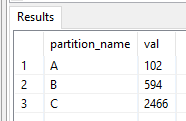 Results
partition_name val
1 A 102
2 B 594
3 C 2466